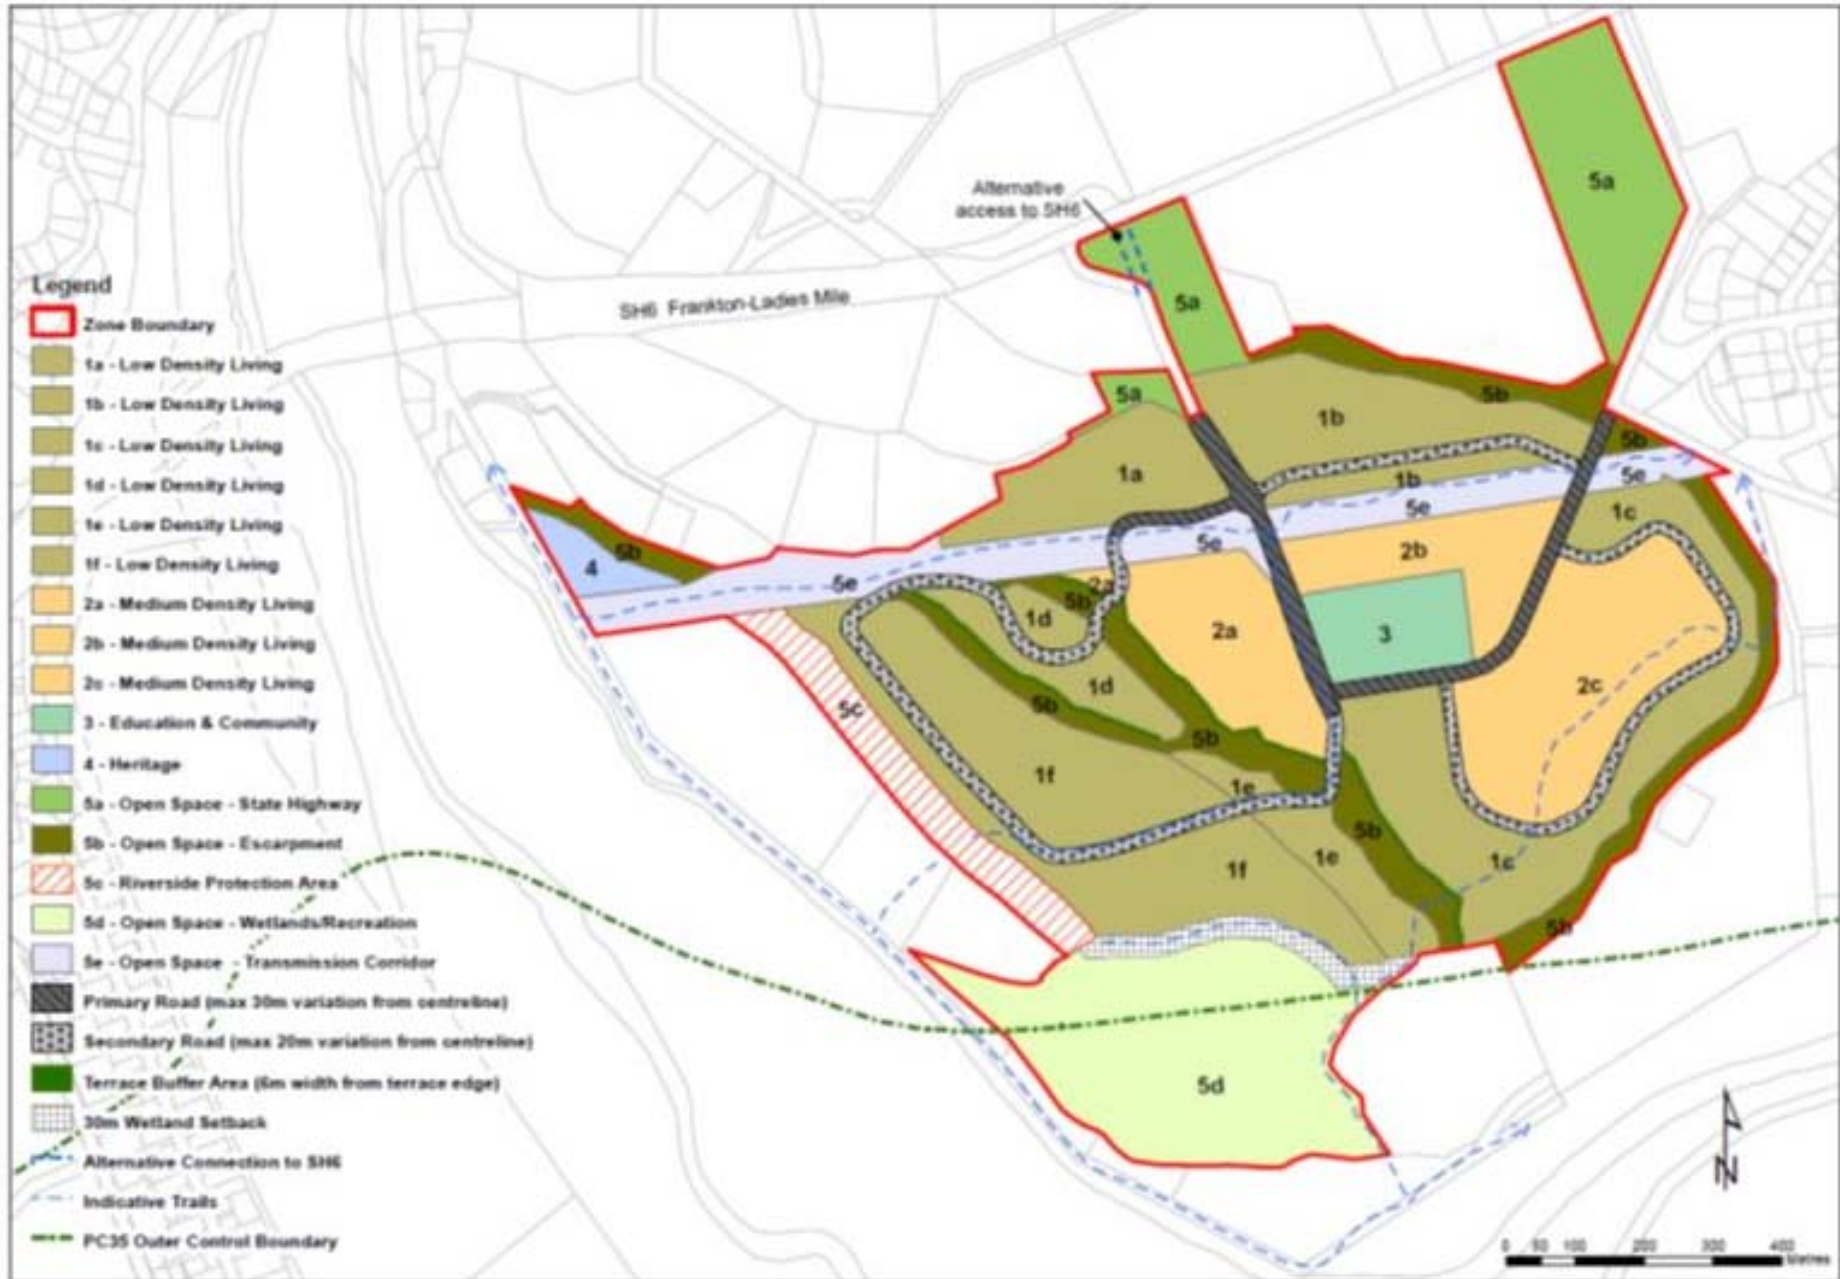 Alternative
access to SH6
SH6 Frankton-Ladies Mile
5a
5a
5a
5b
1b
5b
1a
1b
5e
5e
1c
5e
2b
5b
4
5e
2a
5b
1d
2a
3
1d
2c
5c
5b
5b
1f
1e
5b
1e
1c
1f
5b
5d
Legend
Zone Boundary
1a - Low Density Living
1b - Low Density Living
1c - Low Density Living
1d - Low Density Living
1e - Low Density Living
1f - Low Density Living
2a - Medium Density Living
2b - Medium Density Living
2c - Medium Density Living
3 - Education & Community
4 - Heritage
5a - Open Space - State Highway
5b - Open Space - Escarpment
5c - Riverside Protection Area
5d - Open Space - Wetlands/Recreation
5e - Open Space - Transmission Corridor
Primary Road (max 30m variation from centreline)
Secondary Road (max 20m variation from centreline)
Terrace Buffer Area (6m width from terrace edge)
30m Wetland Setback
Alternative Connection to SH6
Indicative Trails
PC35 Outer Control Boundary
N
0 50 100 200 300 400
Metres